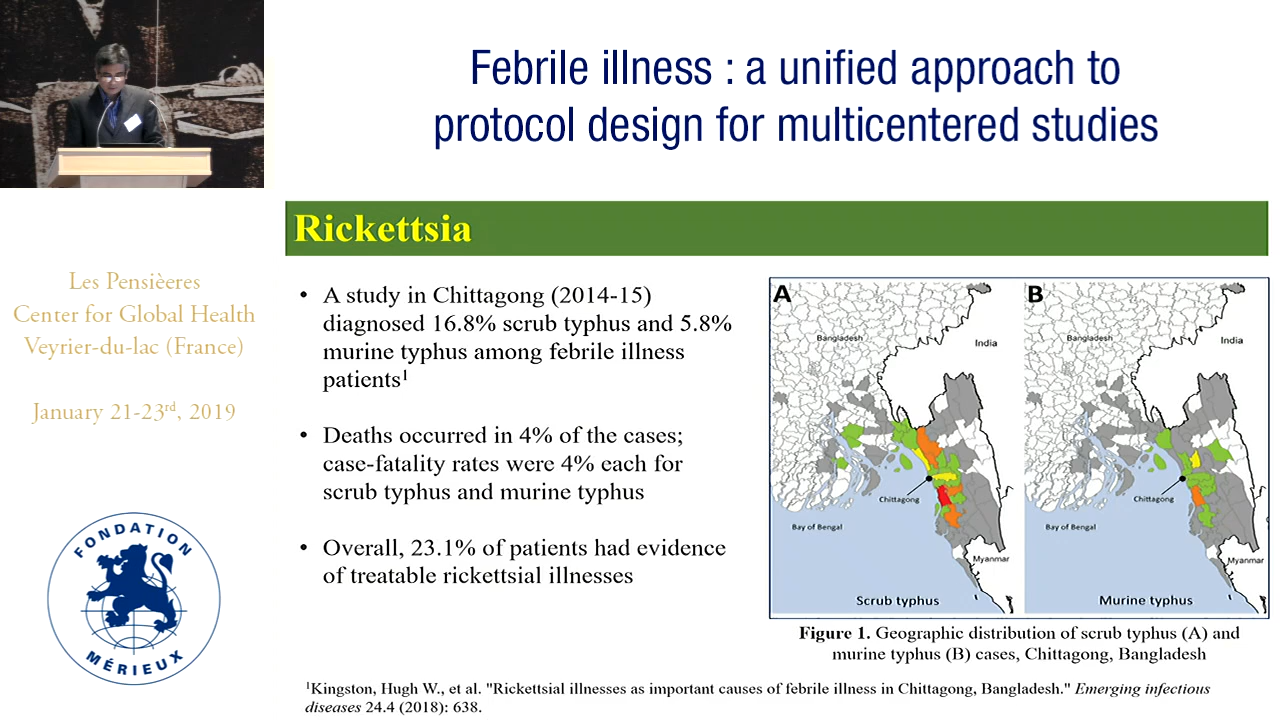 Febrile illness : a unified approach to
protocol design for multicentered studies
Les Pensièeres
Center for Global Health
Veyrier-du-lac (France)
January 21-23rd, 2019
FONDATION
MÉRIEUX
Rickettsia
• A study in Chittagong (2014-15)
diagnosed 16.8% scrub typhus and 5.8%
murine typhus among febrile illness
patients1
• Deaths occurred in 4% of the cases;
case-fatality rates were 4% each for
scrub typhus and murine typhus
• Overall, 23.1% of patients had evidence
of treatable rickettsial illnesses
A
Bangladesh
India
Chittagong
Bay of Bengal
Myanmar
Scrub typhus
B
Bangladesh
India
Chittagong
Bay of Bengal
Myanmar
Murine typhus
Figure 1. Geographic distribution of scrub typhus (A) and
murine typhus (B) cases, Chittagong, Bangladesh
1Kingston, Hugh W., et al. "Rickettsial illnesses as important causes of febrile illness in Chittagong, Bangladesh." Emerging infectious
diseases 24.4 (2018): 638.